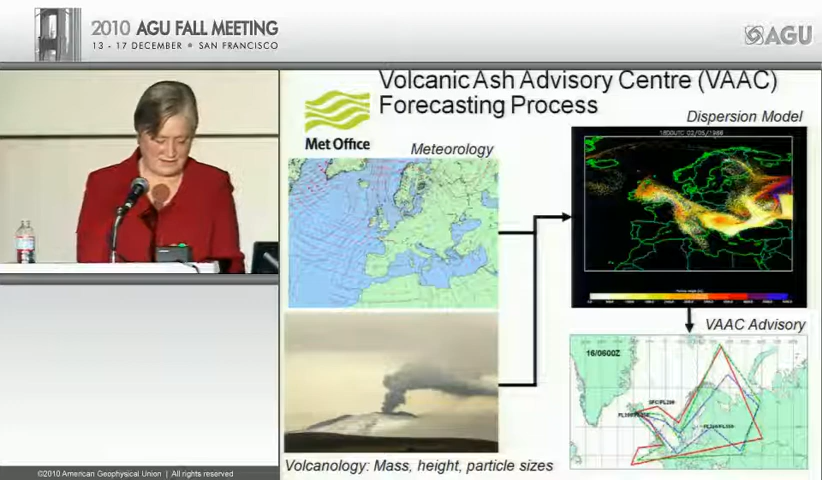 2010 AGU FALL MEETING
13 - 17 DECEMBER • SAN FRANCISCO
AGU
Volcanic Ash Advisory Centre (VAAC)
Forecasting Process
Met Office
Meteorology
Dispersion Model
VAAC Advisory
16/0600Z
Volcanology: Mass, height, particle sizes
©2010 American Geophysical Union | All rights reserved